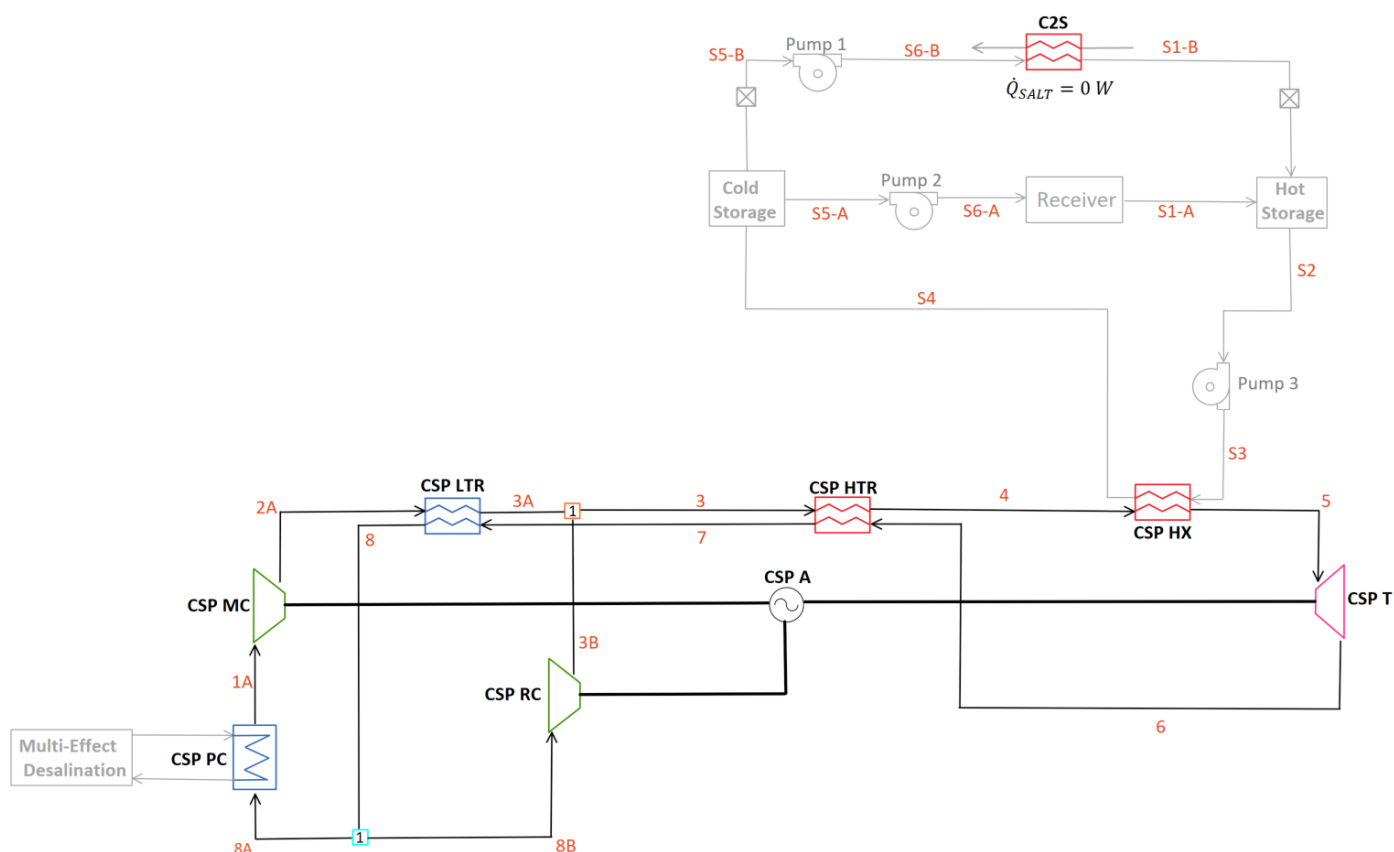 C2S
Pump 1
S5-B
S6-B
S1-B
Q̇SALT = 0 W
Cold
Storage
Pump 2
Receiver
Hot
Storage
S5-A
S6-A
S1-A
S2
S4
Pump 3
S3
CSP LTR
CSP HTR
2A
3A
1
3
4
5
8
7
CSP HX
CSP MC
CSP A
CSP T
3B
1A
CSP RC
6
Multi-Effect
Desalination
CSP PC
1
8A
8B